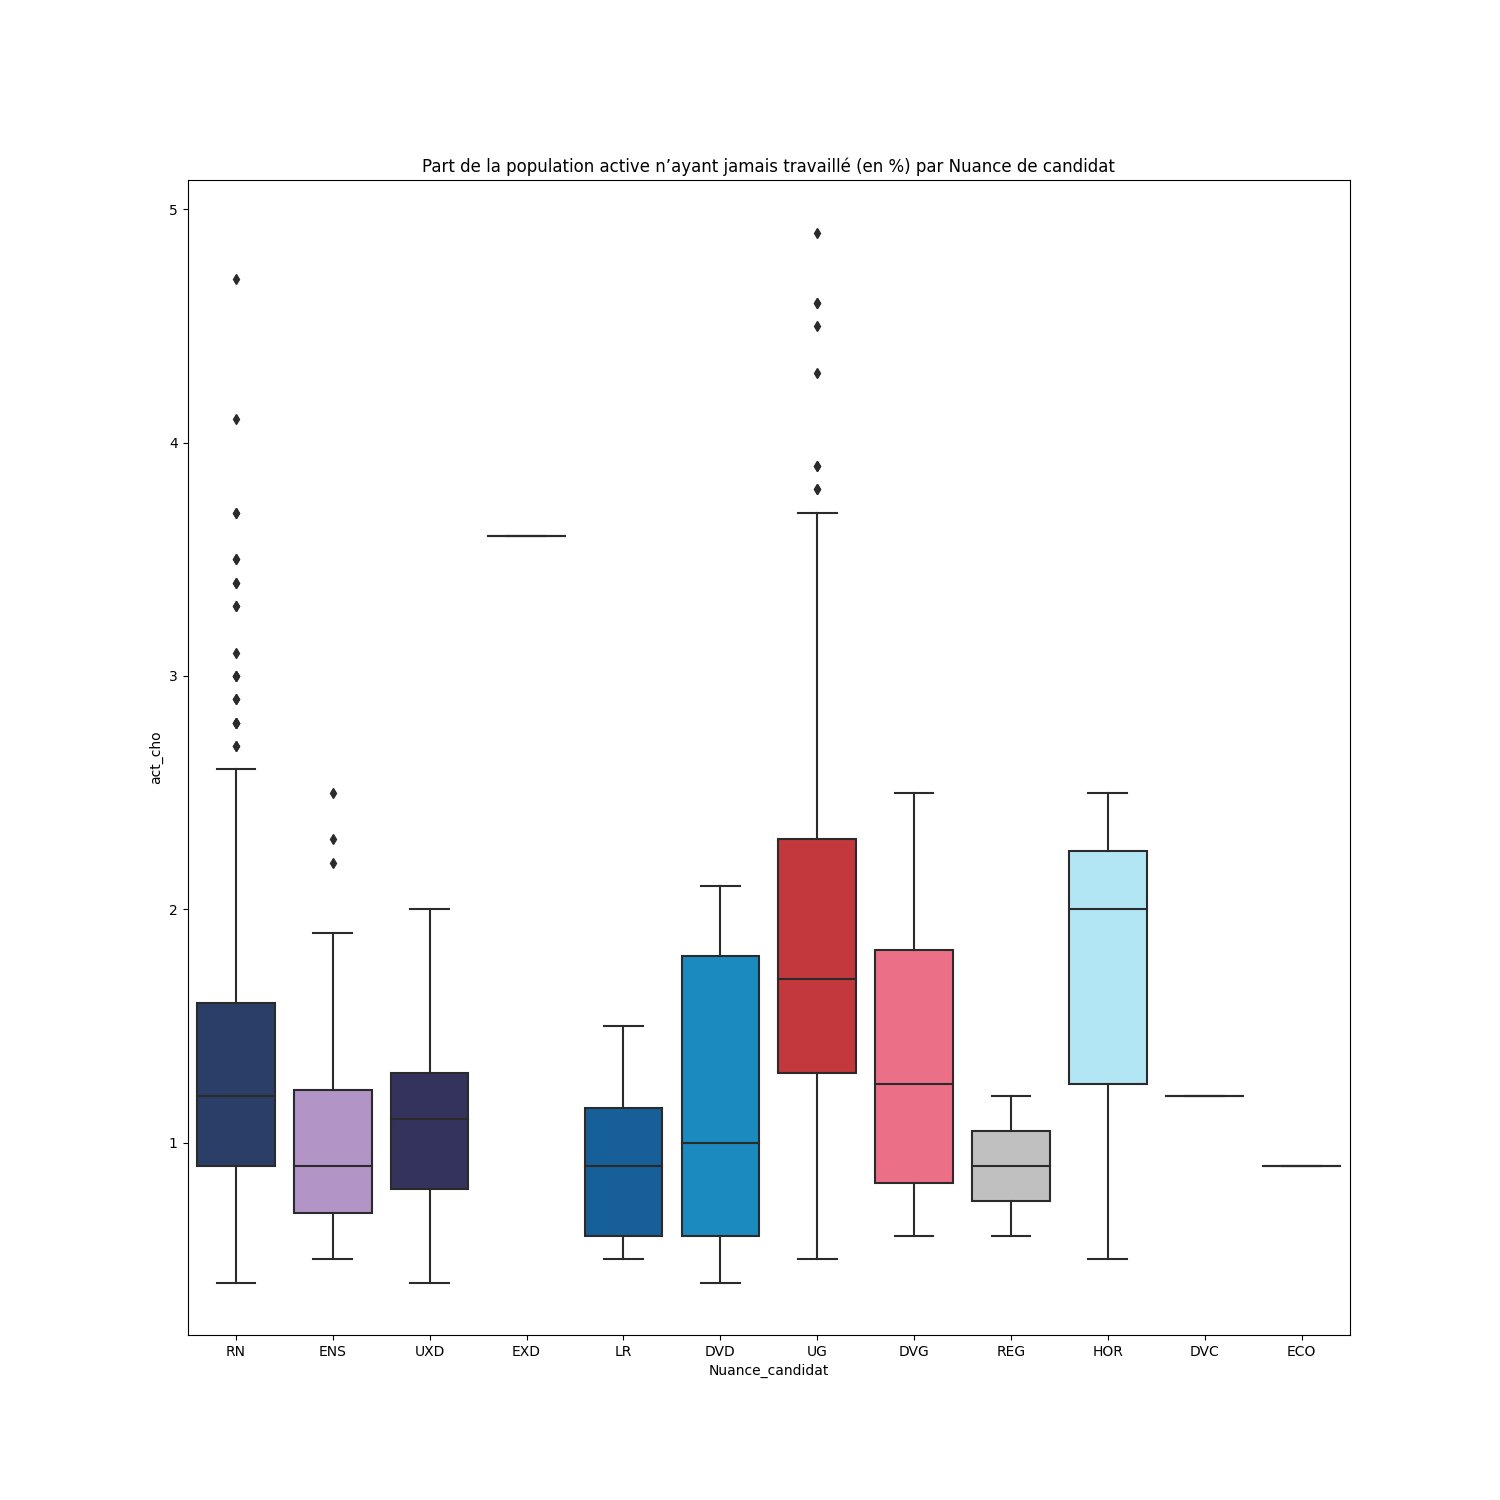 Part de la population active n’ayant jamais travaillé (en %) par Nuance de candidat
5
4
3
2
1
act_cho
RN ENS UXD EXD LR DVD UG DVG REG HOR DVC ECO
Nuance_candidat